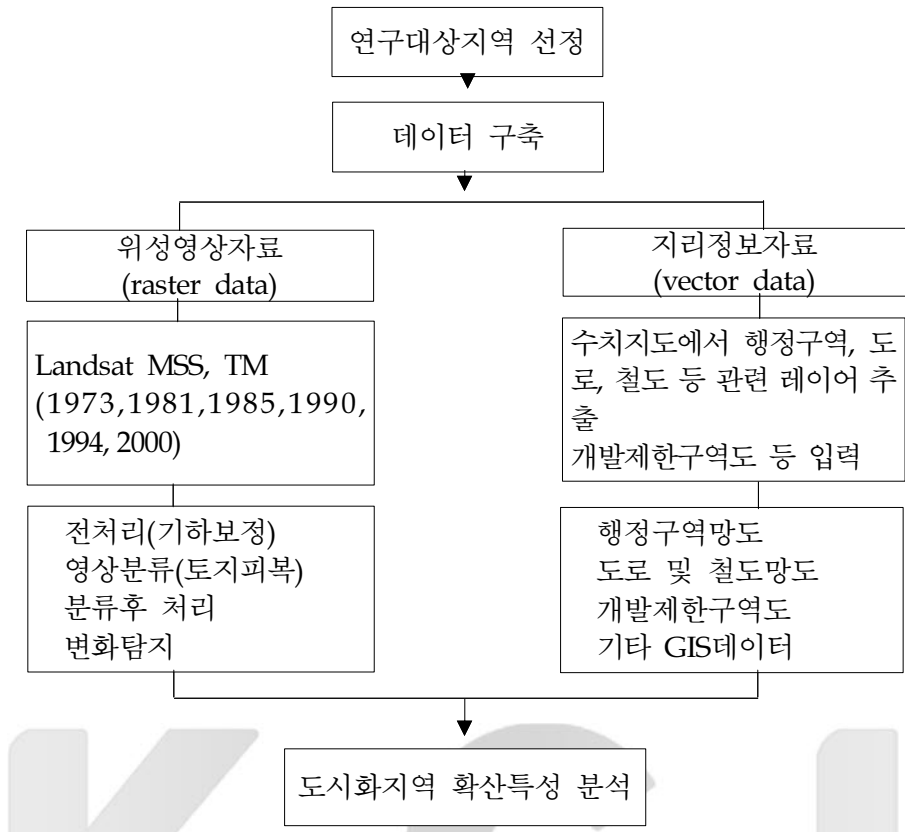 연구대상지역 선정
데이터 구축
위성영상자료
(raster data)
Landsat MSS, TM
(1973,1981,1985,1990,
1994, 2000)
전처리(기하보정)
영상분류(토지피복)
분류후 처리
변화탐지
지리정보자료
(vector data)
수치지도에서 행정구역, 도
로, 철도 등 관련 레이어 추
출
개발제한구역도 등 입력
행정구역망도
도로 및 철도망도
개발제한구역도
기타 GIS데이터
도시화지역 확산특성 분석